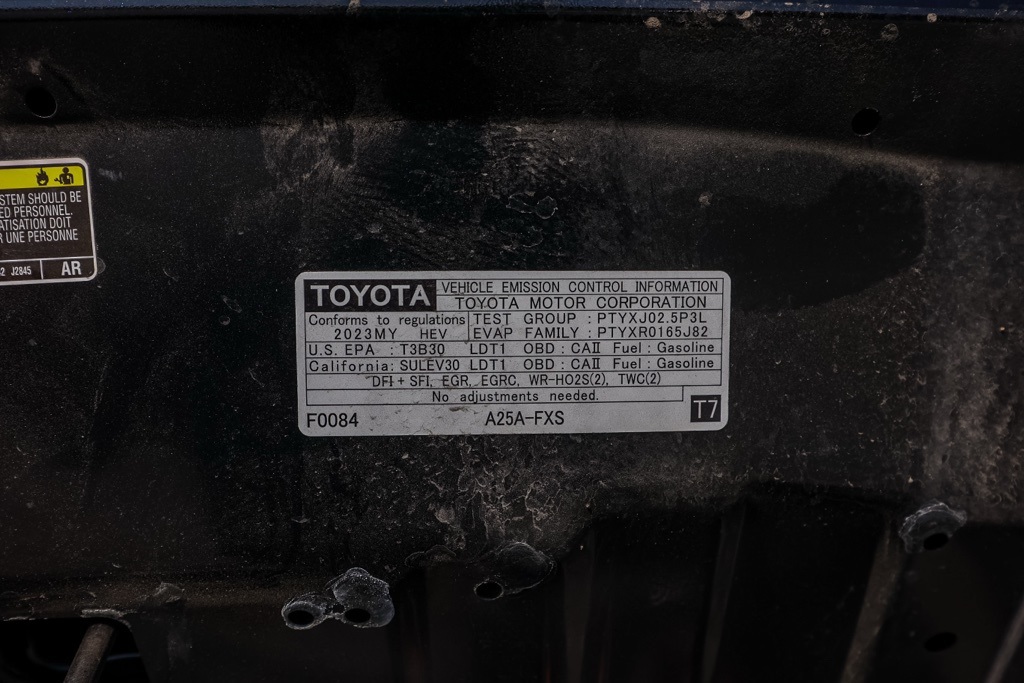 STEM SHOULD BE
ED PERSONNEL.
ATISATION DOIT
R UNE PERSONNE
J2845 AR
TOYOTA VEHICLE EMISSION CONTROL INFORMATION
TOYOTA MOTOR CORPORATION
Conforms to regulations TEST GROUP : PTYXJ02.5P3L
2023MY HEV EVAP FAMILY : PTYXR0165J82
U.S. EPA : T3B30 LDT1 OBD : CAII Fuel : Gasoline
California: SULEV30 LDT1 OBD : CAII Fuel : Gasoline
DFI + SFI, EGR, EGRC, WR-HO2S(2), TWC(2)
No adjustments needed.
T7
F0084 A25A-FXS